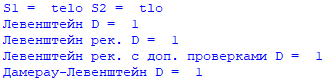 S1 =  telo S2 =  tlo
Левенштейн D =  1
Левенштейн рек. D =  1
Левенштейн рек. с доп. проверками D =  1
Дамерау-Левенштейн D =  1